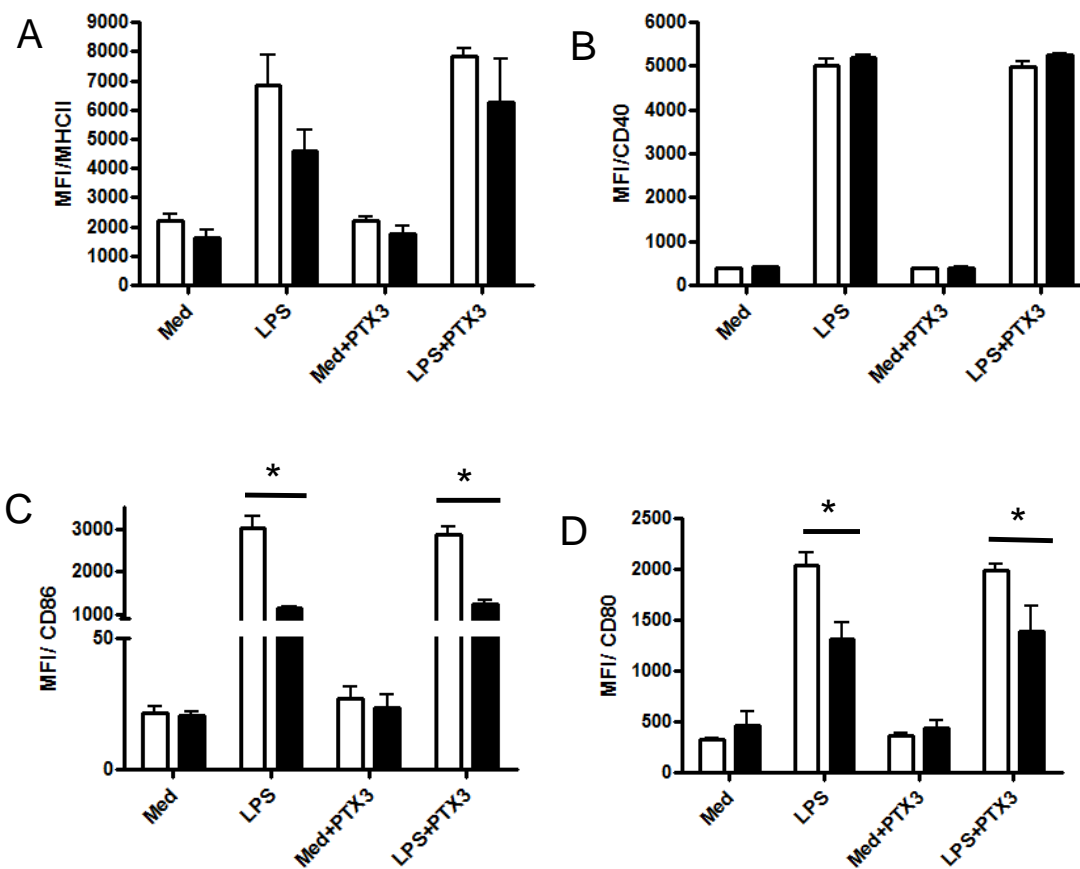 A
MFI/MHCII
9000
8000
7000
6000
5000
4000
3000
2000
1000
0
Med
LPS
Med+PTX3
LPS+PTX3
B
MFI/CD40
6000
5000
4000
3000
2000
1000
0
Med
LPS
Med+PTX3
LPS+PTX3
C
MFI/ CD86
3000
2000
1000
50
0
*
*
Med
LPS
Med+PTX3
LPS+PTX3
D
MFI/ CD80
2500
2000
1500
1000
500
0
*
*
Med
LPS
Med+PTX3
LPS+PTX3